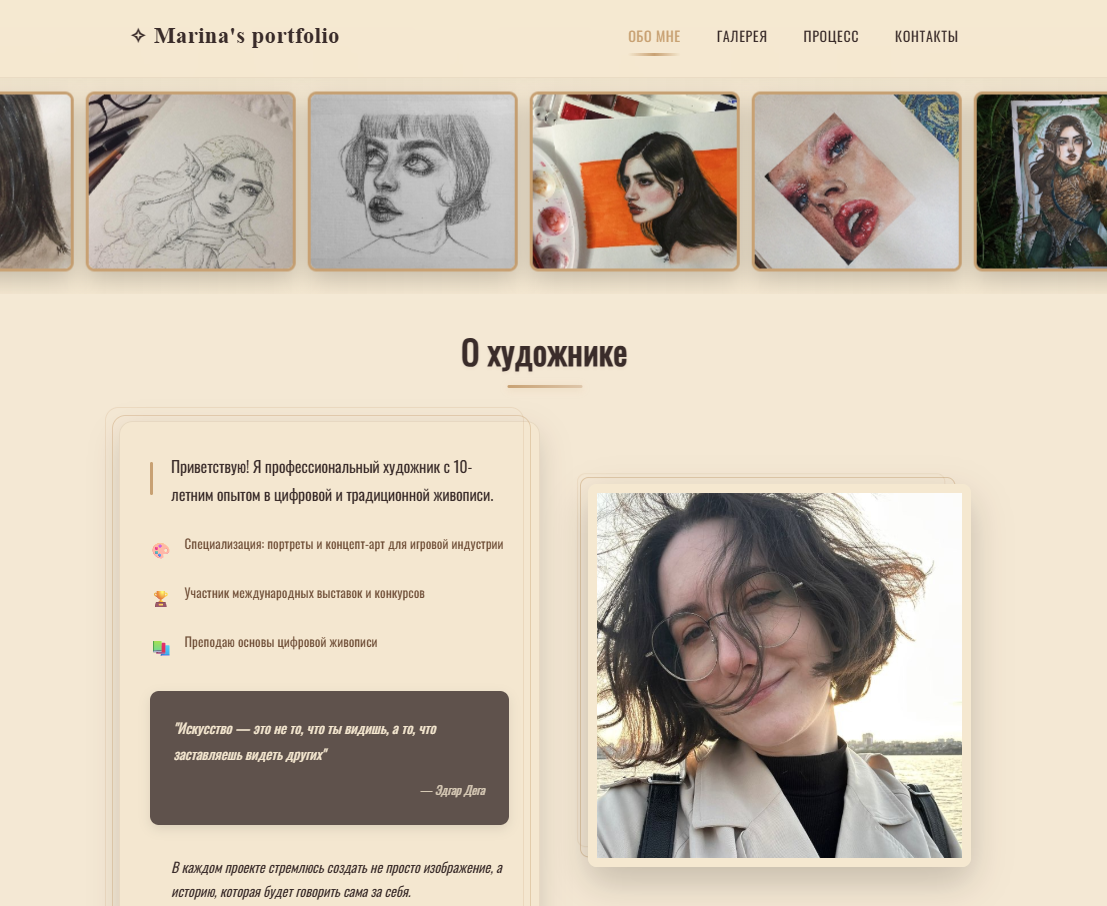 ✧ Marina's portfolio
ОБО МНЕ ГАЛЕРЕЯ ПРОЦЕСС КОНТАКТЫ
О художнике
Приветствую! Я профессиональный художник с 10-
летним опытом в цифровой и традиционной живописи.
Специализация: портреты и концепт-арт для игровой индустрии
Участник международных выставок и конкурсов
Преподаю основы цифровой живописи
"Искусство — это не то, что ты видишь, а то, что
заставляешь видеть других"
— Эдгар Дега
В каждом проекте стремлюсь создать не просто изображение, а
историю, которая будет говорить сама за себя.